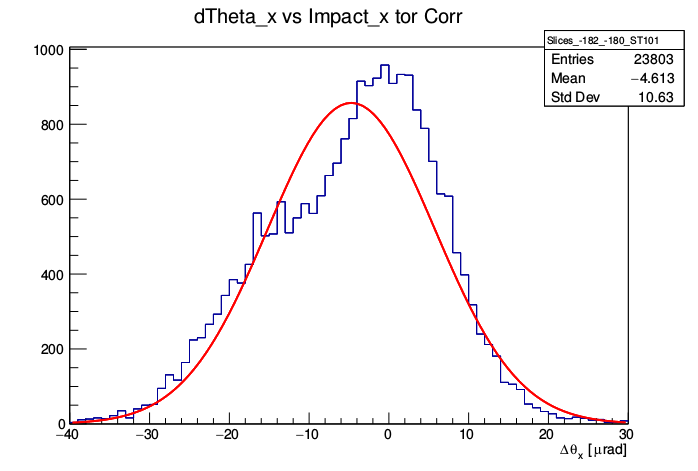 dTheta_x vs Impact_x tor Corr
Slices_-182_-180_ST101
Entries 23803
Mean −4.613
Std Dev 10.63
1000
800
600
400
200
0
−40 −30 −20 −10 0 10 20 30
Δθx [μrad]